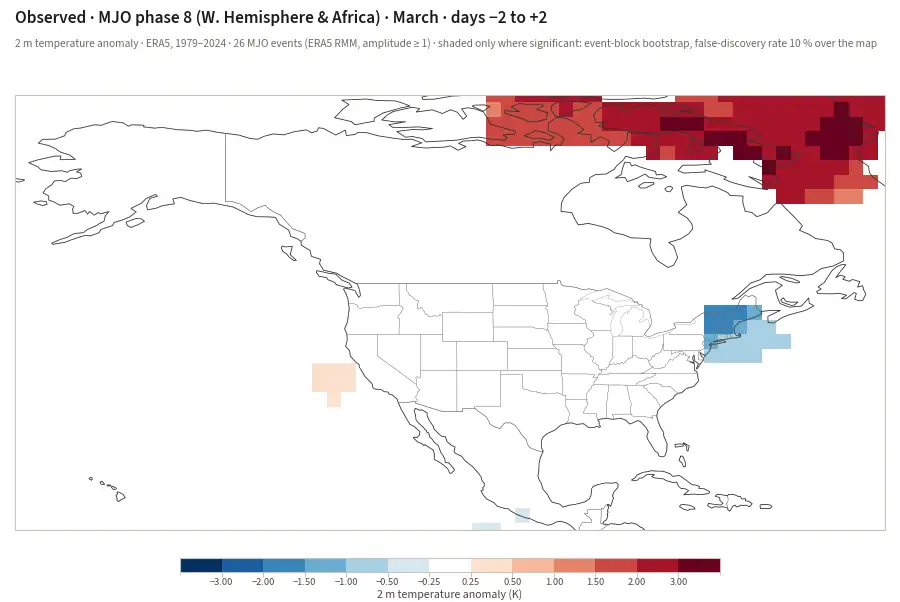 Observed · MJO phase 8 (W. Hemisphere & Africa) · March · days −2 to +2
2 m temperature anomaly · ERA5, 1979–2024 · 26 MJO events (ERA5 RMM, amplitude ≥ 1) · shaded only where significant: event-block bootstrap, false-discovery rate 10 % over the map
−3.00 −2.00 −1.50 −1.00 −0.50 −0.25 0.25 0.50 1.00 1.50 2.00 3.00
2 m temperature anomaly (K)